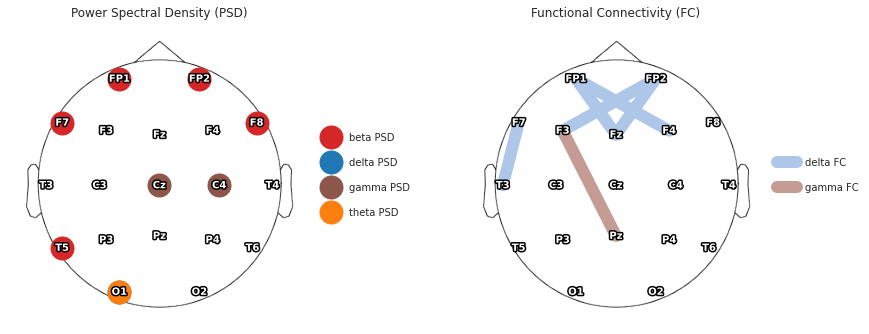 Power Spectral Density (PSD)
FP1 FP2
F7 F3 Fz F4 F8
T3 C3 Cz C4 T4
T5 P3 Pz P4 T6
O1 O2
beta PSD
delta PSD
gamma PSD
theta PSD
Functional Connectivity (FC)
FP1 FP2
F7 F3 Fz F4 F8
T3 C3 Cz C4 T4
T5 P3 Pz P4 T6
O1 O2
delta FC
gamma FC